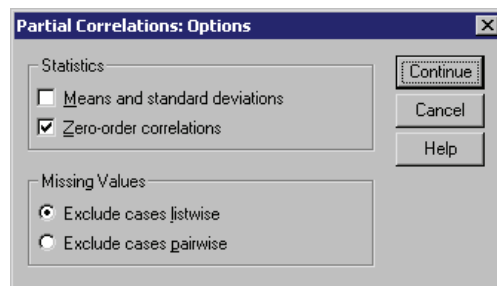 Partial Correlations: Options
Statistics
Means and standard deviations
Zero-order correlations
Missing Values
Exclude cases listwise
Exclude cases pairwise
Continue
Cancel
Help